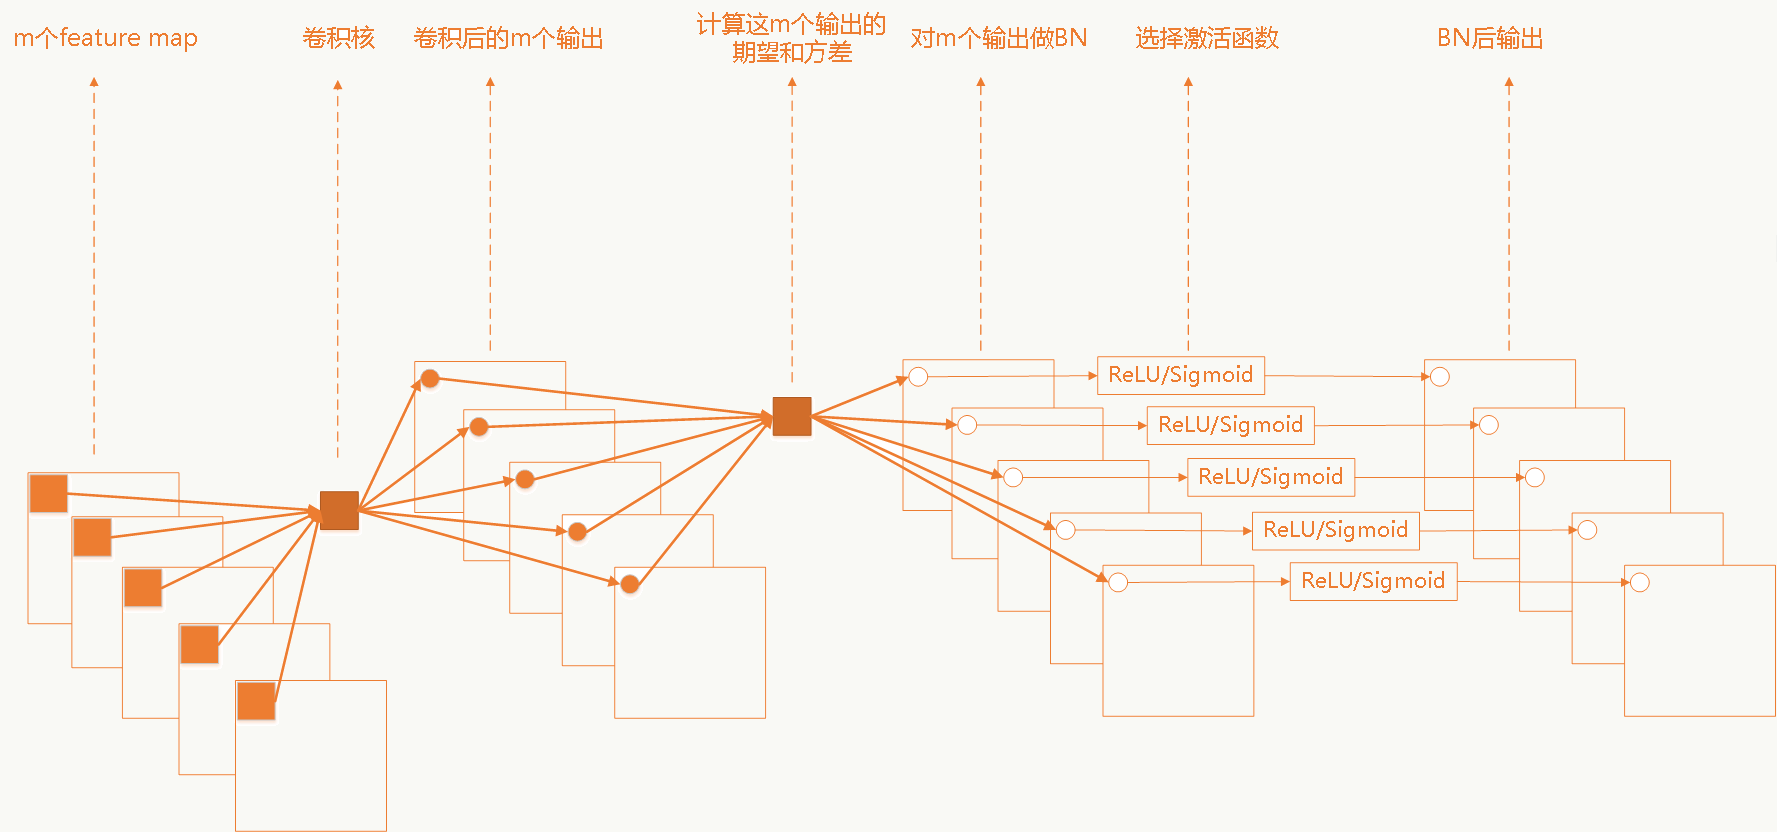 m个feature map
卷积核
卷积后的m个输出
计算这m个输出的
期望和方差
对m个输出做BN
选择激活函数
BN后输出
ReLU/Sigmoid
ReLU/Sigmoid
ReLU/Sigmoid
ReLU/Sigmoid
ReLU/Sigmoid